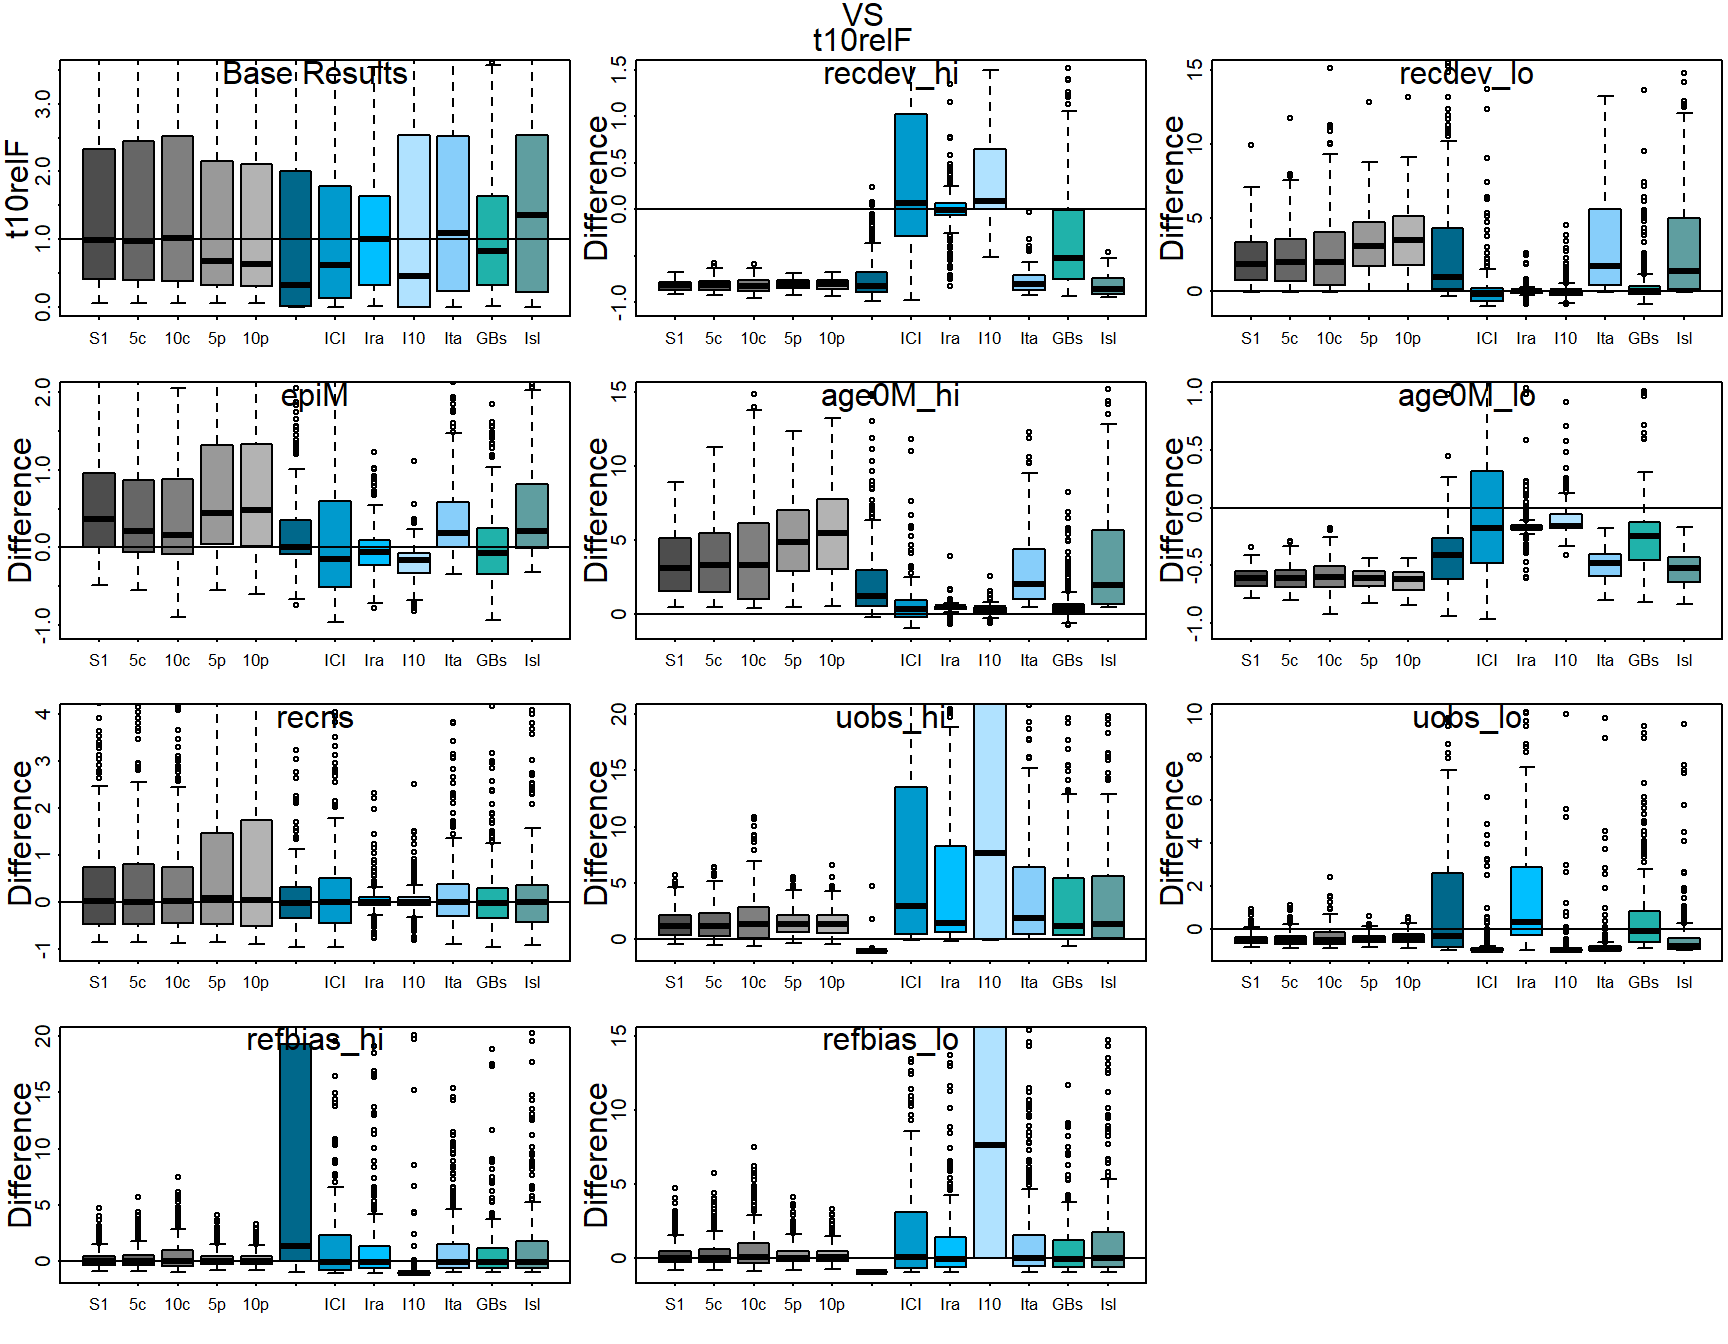 VS
t10relF
Base Results
t10relF
0.0 1.0 2.0 3.0
S1 5c 10c 5p 10p ICI Ira I10 Ita GBs Isl
recdev_hi
Difference
-1.0 0.0 0.5 1.0 1.5
S1 5c 10c 5p 10p ICI Ira I10 Ita GBs Isl
recdev_lo
Difference
0 5 10 15
S1 5c 10c 5p 10p ICI Ira I10 Ita GBs Isl
epiM
Difference
-1.0 0.0 1.0 2.0
S1 5c 10c 5p 10p ICI Ira I10 Ita GBs Isl
age0M_hi
Difference
0 5 10 15
S1 5c 10c 5p 10p ICI Ira I10 Ita GBs Isl
age0M_lo
Difference
-1.0 -0.5 0.0 0.5 1.0
S1 5c 10c 5p 10p ICI Ira I10 Ita GBs Isl
recns
Difference
-1 0 1 2 3 4
S1 5c 10c 5p 10p ICI Ira I10 Ita GBs Isl
uobs_hi
Difference
0 5 10 15 20
S1 5c 10c 5p 10p ICI Ira I10 Ita GBs Isl
uobs_lo
Difference
0 2 4 6 8 10
S1 5c 10c 5p 10p ICI Ira I10 Ita GBs Isl
refbias_hi
Difference
0 5 10 15 20
S1 5c 10c 5p 10p ICI Ira I10 Ita GBs Isl
refbias_lo
Difference
0 5 10 15
S1 5c 10c 5p 10p ICI Ira I10 Ita GBs Isl